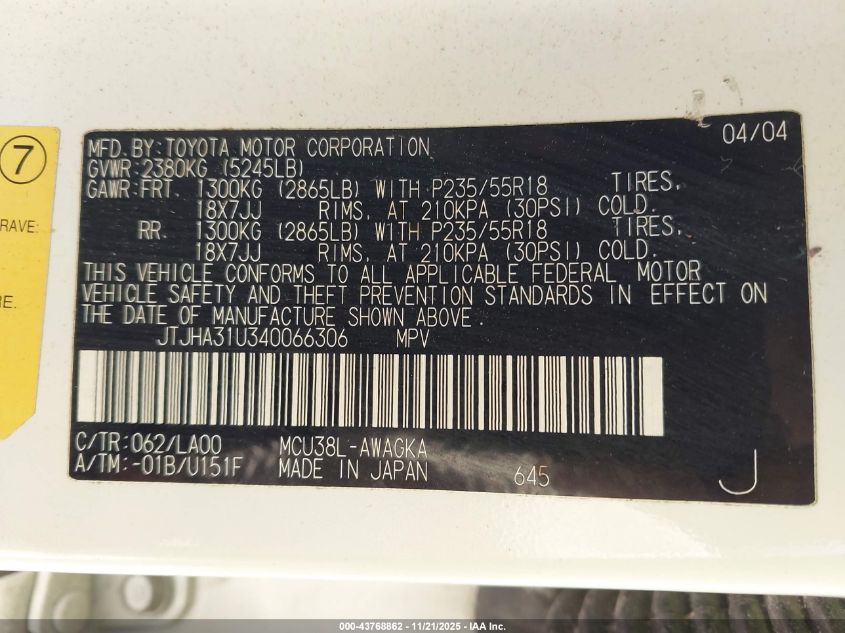 7
RAVE:
RE.
04/04
MFD. BY: TOYOTA MOTOR CORPORATION
GVWR: 2380KG (5245LB)
GAWR: FRT. 1300KG (2865LB) WITH P235/55R18 TIRES,
18X7JJ RIMS, AT 210KPA (30PSI) COLD.
RR. 1300KG (2865LB) WITH P235/55R18 TIRES,
18X7JJ RIMS, AT 210KPA (30PSI) COLD.
THIS VEHICLE CONFORMS TO ALL APPLICABLE FEDERAL MOTOR
VEHICLE SAFETY AND THEFT PREVENTION STANDARDS IN EFFECT ON
THE DATE OF MANUFACTURE SHOWN ABOVE.
JTJHA31U340066306 MPV
C/TR: 062/LA00 MCU38L-AWAGKA
A/TM: -01B/U151F MADE IN JAPAN 645 J
000-43768862 - 11/21/2025 - IAA Inc.